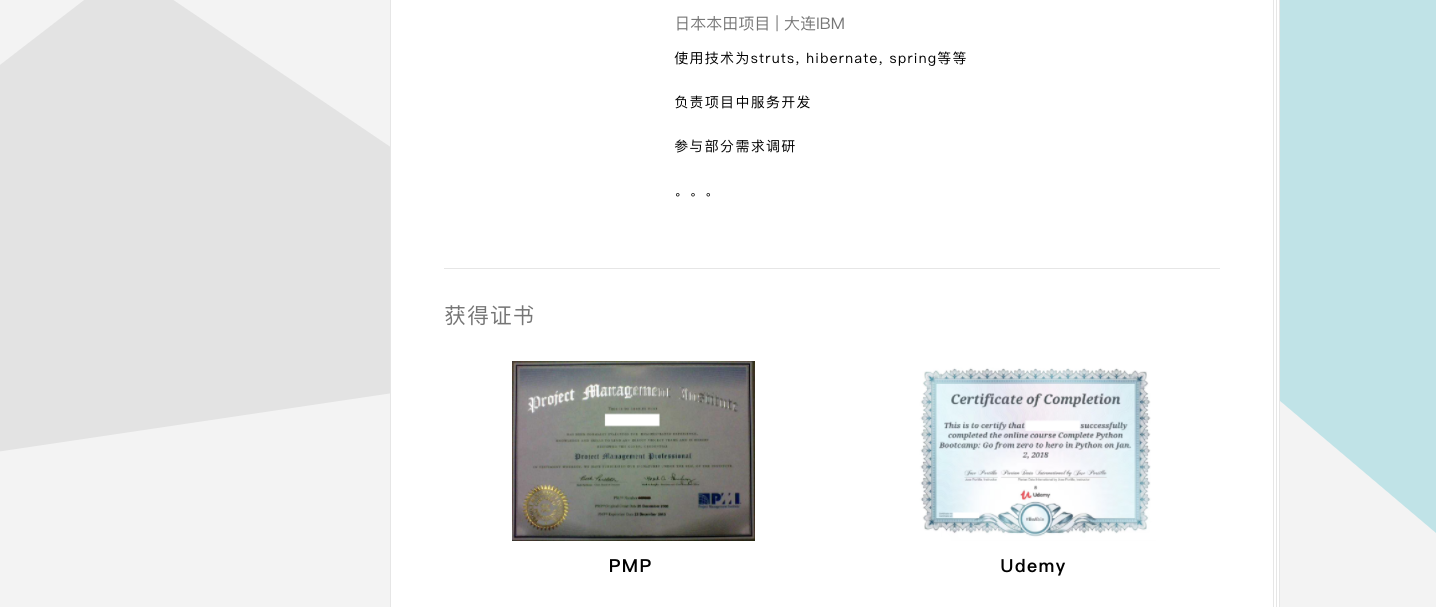 日本本田项目 | 大连IBM
使用技术为struts, hibernate, spring等等
负责项目中服务开发
参与部分需求调研
。。。
获得证书
Project Management Institute
Project Management Professional
PMI
PMP
Certificate of Completion
This is to certify that successfully
completed the online course Complete Python
Bootcamp: Go from zero to hero in Python on Jan.
2, 2018
Udemy
Udemy